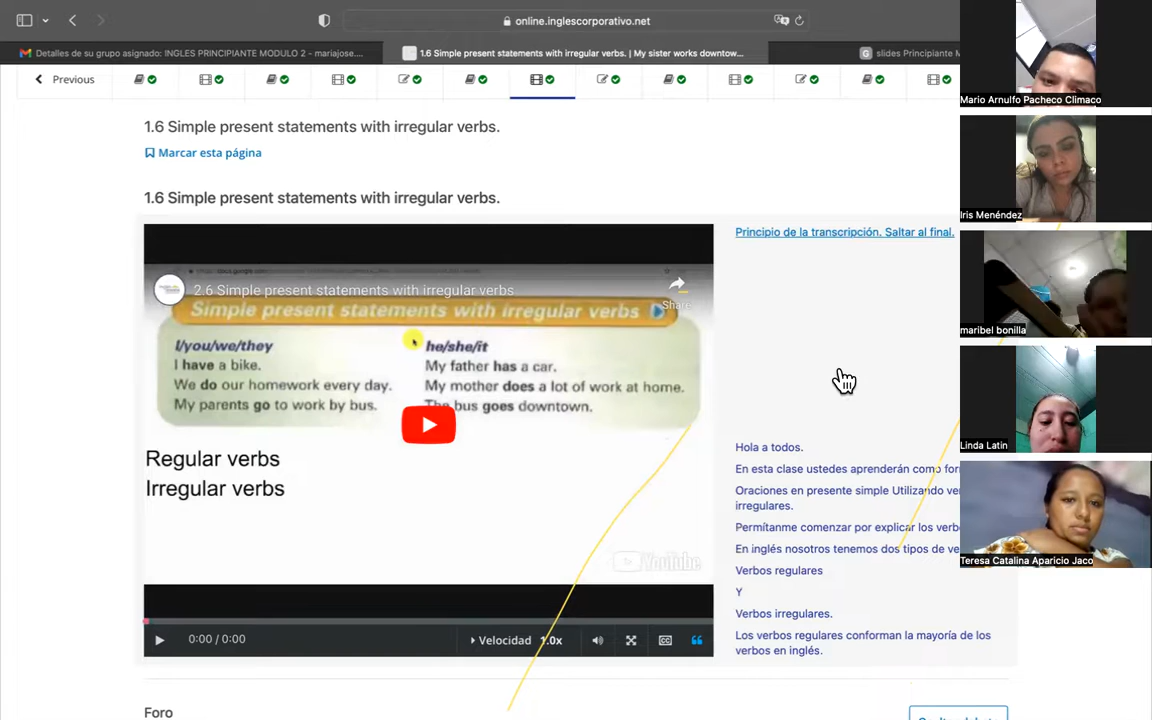 online.inglescorporativo.net
Detalles de su grupo asignado: INGLES PRINCIPIANTE MODULO 2 - mariajose....
1.6 Simple present statements with irregular verbs. | My sister works downtow...
G slides Principiante M
Previous
1.6 Simple present statements with irregular verbs.
Marcar esta página
1.6 Simple present statements with irregular verbs.
2.6 Simple present statements with irregular verbs
Share
Simple present statements with irregular verbs
I/you/we/they
I have a bike.
We do our homework every day.
My parents go to work by bus.
he/she/it
My father has a car.
My mother does a lot of work at home.
The bus goes downtown.
Regular verbs
Irregular verbs
YouTube
0:00 / 0:00
Velocidad 1.0x
CC
Principio de la transcripción. Saltar al final.
Hola a todos.
En esta clase ustedes aprenderán como for
Oraciones en presente simple Utilizando ve
irregulares.
Permítanme comenzar por explicar los verb
En inglés nosotros tenemos dos tipos de ve
Verbos regulares
Y
Verbos irregulares.
Los verbos regulares conforman la mayoría de los
verbos en inglés.
Foro
Mario Arnulfo Pacheco Climaco
Iris Menéndez
maribel bonilla
Linda Latin
Teresa Catalina Aparicio Jaco